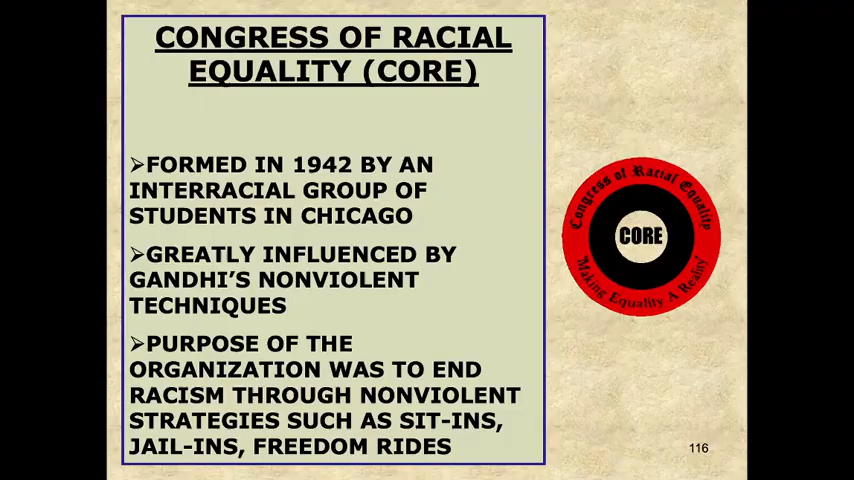 CONGRESS OF RACIAL
EQUALITY (CORE)
➢FORMED IN 1942 BY AN
INTERRACIAL GROUP OF
STUDENTS IN CHICAGO
➢GREATLY INFLUENCED BY
GANDHI’S NONVIOLENT
TECHNIQUES
➢PURPOSE OF THE
ORGANIZATION WAS TO END
RACISM THROUGH NONVIOLENT
STRATEGIES SUCH AS SIT-INS,
JAIL-INS, FREEDOM RIDES
Congress of Racial Equality
CORE
'Making Equality A Reality'
116